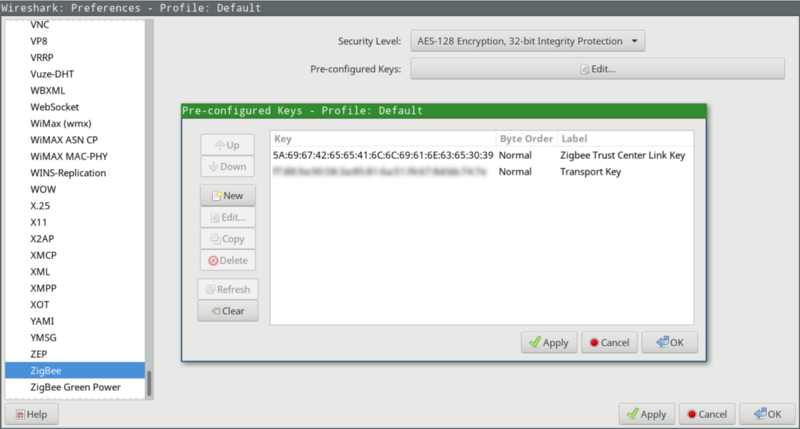 Wireshark: Preferences - Profile: Default
VNC
VP8
VRRP
Vuze-DHT
WBXML
WebSocket
WiMax (wmx)
WiMAX ASN CP
WiMAX MAC-PHY
WINS-Replication
WOW
X.25
X11
X2AP
XMCP
XML
XMPP
XOT
YAMI
YMSG
ZEP
ZigBee
ZigBee Green Power
Security Level: AES-128 Encryption, 32-bit Integrity Protection
Pre-configured Keys: Edit...
Pre-configured Keys - Profile: Default
Up
Down
New
Edit...
Copy
Delete
Refresh
Clear
Key Byte Order Label
5A:69:67:42:65:65:41:6C:6C:69:61:6E:63:65:30:39 Normal Zigbee Trust Center Link Key
Normal Transport Key
Apply Cancel OK
Help Apply Cancel OK